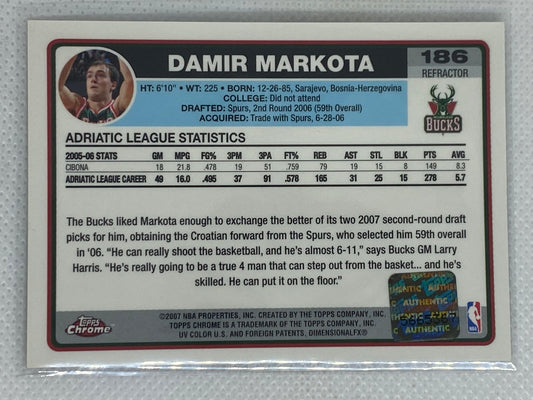 DAMIR MARKOTA
186
REFRACTOR
HT: 6'10" • WT: 225 • BORN: 12-26-85, Sarajevo, Bosnia-Herzegovina
COLLEGE: Did not attend
DRAFTED: Spurs, 2nd Round 2006 (59th Overall)
ACQUIRED: Trade with Spurs, 6-28-06
BUCKS
ADRIATIC LEAGUE STATISTICS
2005-06 STATS GM MPG FG% 3PM 3PA FT% REB AST STL BLK PTS AVG
CIBONA 18 21.8 .478 19 51 .759 79 19 15 8 149 8.3
ADRIATIC LEAGUE CAREER 49 16.0 .495 37 91 .578 165 31 25 15 278 5.7
The Bucks liked Markota enough to exchange the better of its two 2007 second-round draft
picks for him, obtaining the Croatian forward from the Spurs, who selected him 59th overall
in '06. "He can really shoot the basketball, and he's almost 6-11," says Bucks GM Larry
Harris. "He's really going to be a true 4 man that can step out from the basket... and he's
skilled. He can put it on the floor."
AUTHENTIC
AUTHENTIC
AUTHENTIC
TOPPS
Chrome
©2007 NBA PROPERTIES, INC. CREATED BY THE TOPPS COMPANY, INC.
TOPPS CHROME IS A TRADEMARK OF THE TOPPS COMPANY, INC.
UV COLOR U.S. AND FOREIGN PATENTS, DIMENSIONALFX®
NBA